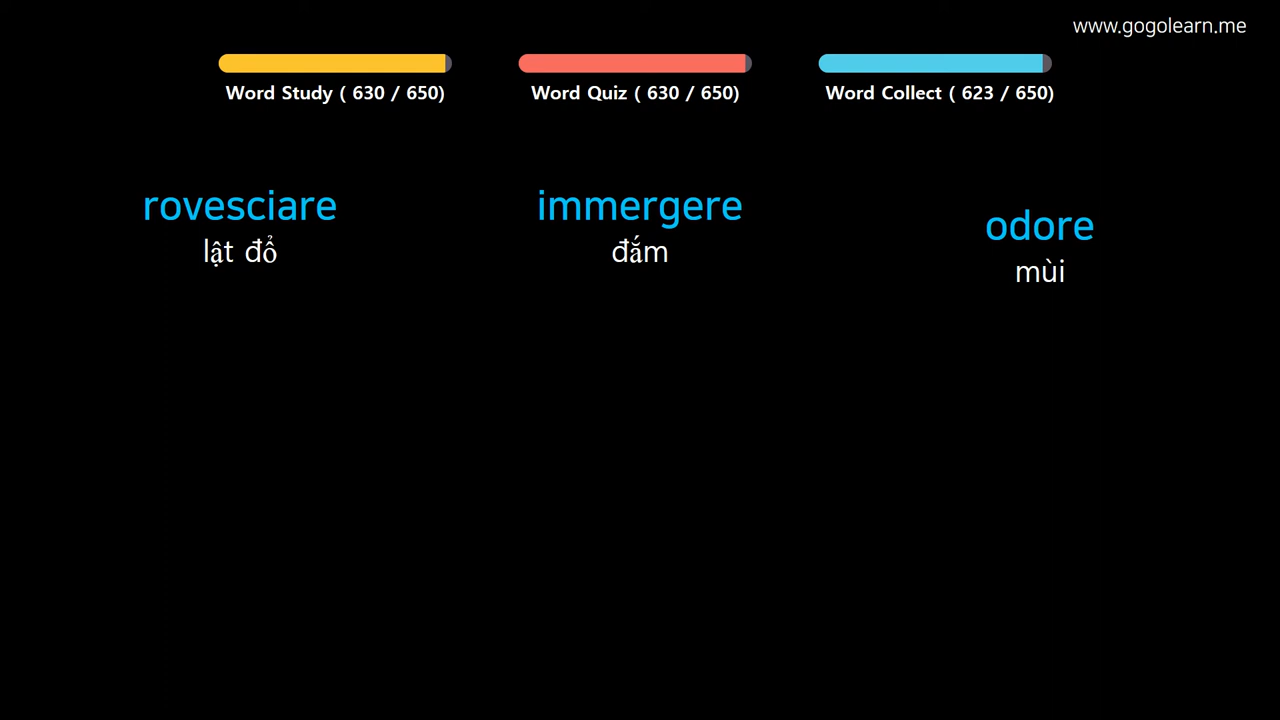 www.gogolearn.me
Word Study ( 630 / 650)
Word Quiz ( 630 / 650)
Word Collect ( 623 / 650)
rovesciare
lật đổ
immergere
đắm
odore
mùi